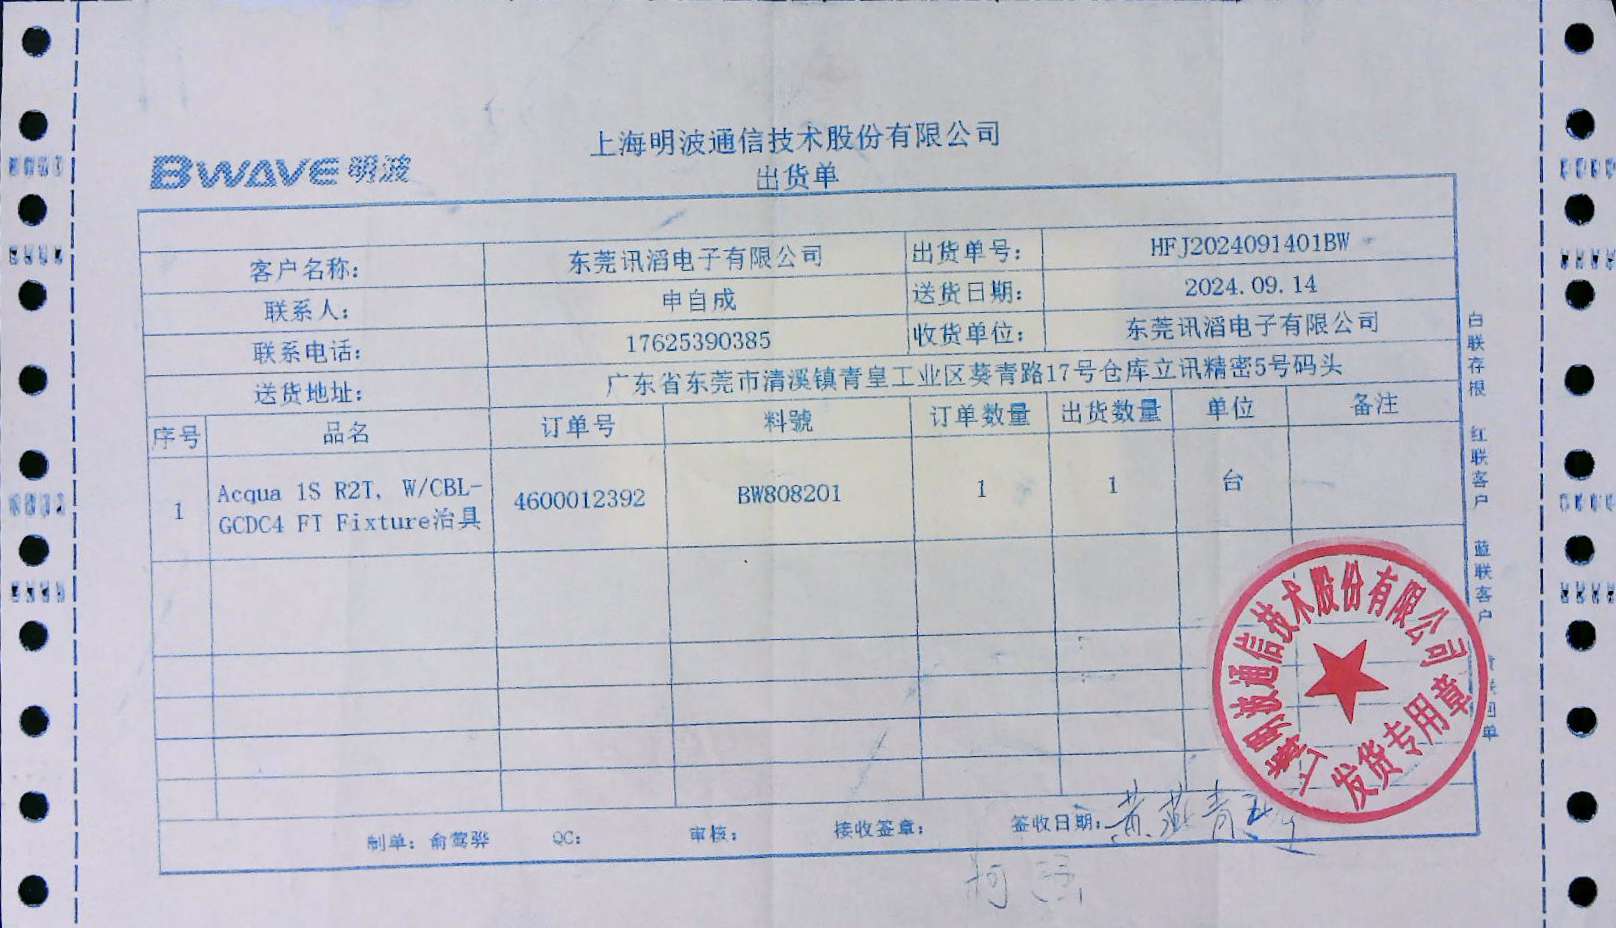 上海明波通信技术股份有限公司
BWAVE 明波
出货单
客户名称: 东莞讯滔电子有限公司 出货单号: HFJ2024091401BW
联系人: 申自成 送货日期: 2024.09.14
联系电话: 17625390385 收货单位: 东莞讯滔电子有限公司
送货地址: 广东省东莞市清溪镇青皇工业区葵青路17号仓库立讯精密5号码头
序号 品名 订单号 料號 订单数量 出货数量 单位 备注
1 Acqua 1S R2T, W/CBL-GCDC4 FT Fixture治具 4600012392 BW808201 1 1 台
制单: 俞莺骅 QC: 审核: 接收签章: 签收日期:
黄燕青
柯
白联存根 红联客户 蓝联客户
上海明波通信技术股份有限公司
发货专用章